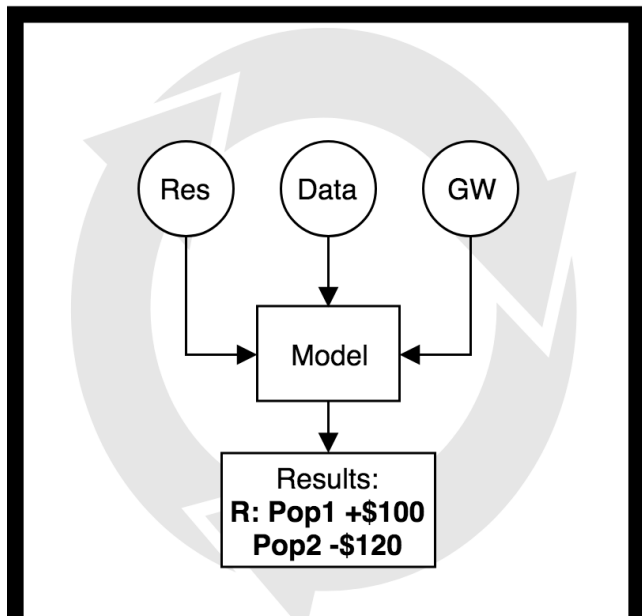 Res
Data
GW
Model
Results:
R: Pop1 +$100
Pop2 -$120